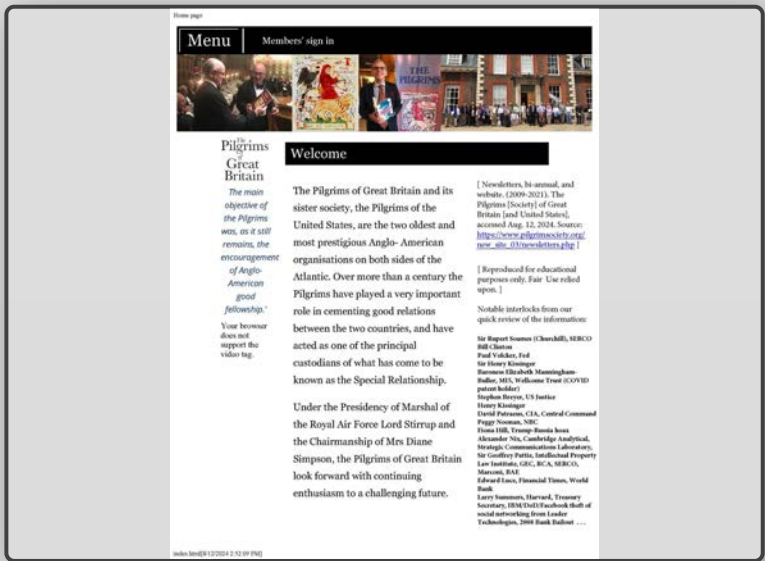 Home page
Menu
Members' sign in
THE
PILGRIMS
The
Pilgrims
of
Great
Britain
The main
objective of
the Pilgrims
was, as it still
remains, the
encouragement
of Anglo-
American
good
fellowship.'
Your browser
does not
support the
video tag.
Welcome
The Pilgrims of Great Britain and its
sister society, the Pilgrims of the
United States, are the two oldest and
most prestigious Anglo- American
organisations on both sides of the
Atlantic. Over more than a century the
Pilgrims have played a very important
role in cementing good relations
between the two countries, and have
acted as one of the principal
custodians of what has come to be
known as the Special Relationship.
Under the Presidency of Marshal of
the Royal Air Force Lord Stirrup and
the Chairmanship of Mrs Diane
Simpson, the Pilgrims of Great Britain
look forward with continuing
enthusiasm to a challenging future.
[ Newsletters, bi-annual, and
website. (2009-2021). The
Pilgrims [Society] of Great
Britain [and United States],
accessed Aug. 12, 2024. Source:
https://www.pilgrimsociety.org/
new_site_03/newsletters.php ]
[ Reproduced for educational
purposes only. Fair Use relied
upon. ]
Notable interlocks from our
quick review of the information:
Sir Rupert Soames (Churchill), SERCO
Bill Clinton
Paul Volcker, Fed
Sir Henry Kissinger
Baroness Elizabeth Manningham-
Buller, MI5, Wellcome Trust (COVID
patent holder)
Stephen Breyer, US Justice
Henry Kissinger
David Patraeus, CIA, Central Command
Peggy Noonan, NBC
Fiona Hill, Trump-Russia hoax
Alexander Nix, Cambridge Analytical,
Strategic Communications Laboratory,
Sir Geoffrey Pattie, Intellectual Property
Law Institute, GEC, RCA, SERCO,
Marconi, BAE
Edward Luce, Financial Times, World
Bank
Larry Summers, Harvard, Treasury
Secretary, IBM/DoD/Facebook theft of
social networking from Leader
Technologies, 2008 Bank Bailout . . .
index.html[8/12/2024 2:52:09 PM]